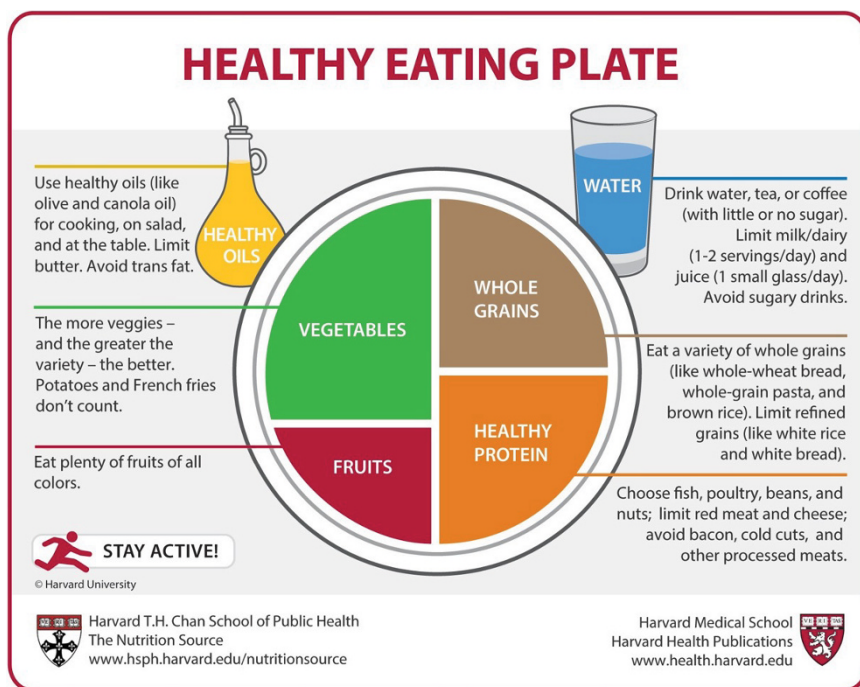 HEALTHY EATING PLATE
Use healthy oils (like
olive and canola oil)
for cooking, on salad,
and at the table. Limit
butter. Avoid trans fat.
HEALTHY
OILS
The more veggies –
and the greater the
variety – the better.
Potatoes and French fries
don't count.
Eat plenty of fruits of all
colors.
VEGETABLES
FRUITS
WHOLE
GRAINS
HEALTHY
PROTEIN
WATER
Drink water, tea, or coffee
(with little or no sugar).
Limit milk/dairy
(1-2 servings/day) and
juice (1 small glass/day).
Avoid sugary drinks.
Eat a variety of whole grains
(like whole-wheat bread,
whole-grain pasta, and
brown rice). Limit refined
grains (like white rice
and white bread).
Choose fish, poultry, beans, and
nuts; limit red meat and cheese;
avoid bacon, cold cuts, and
other processed meats.
STAY ACTIVE!
© Harvard University
Harvard T.H. Chan School of Public Health
The Nutrition Source
www.hsph.harvard.edu/nutritionsource
Harvard Medical School
Harvard Health Publications
www.health.harvard.edu